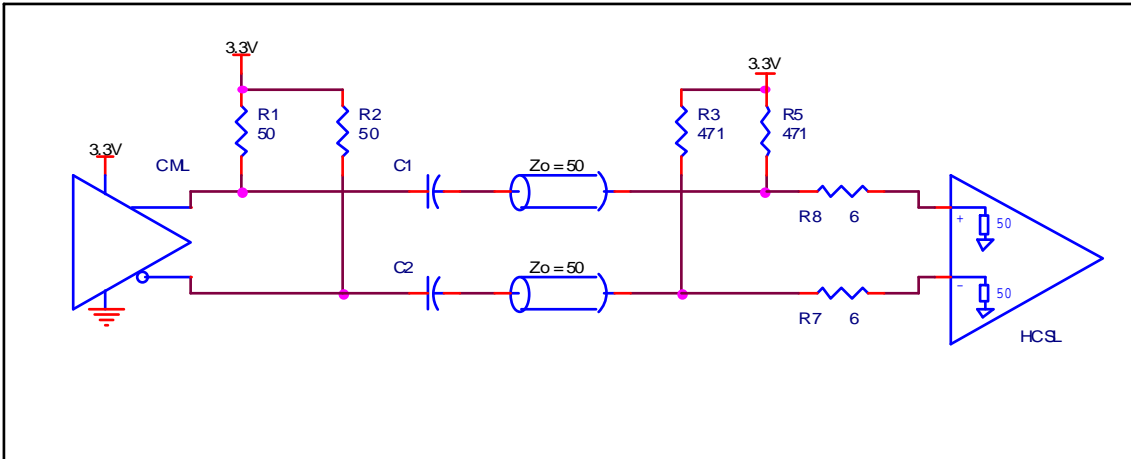 3.3V
3.3V
R1
50
R2
50
R3
471
R5
471
3.3V
CML
C1
Zo = 50
R8 6
+
50
C2
Zo = 50
R7 6
−
50
HCSL